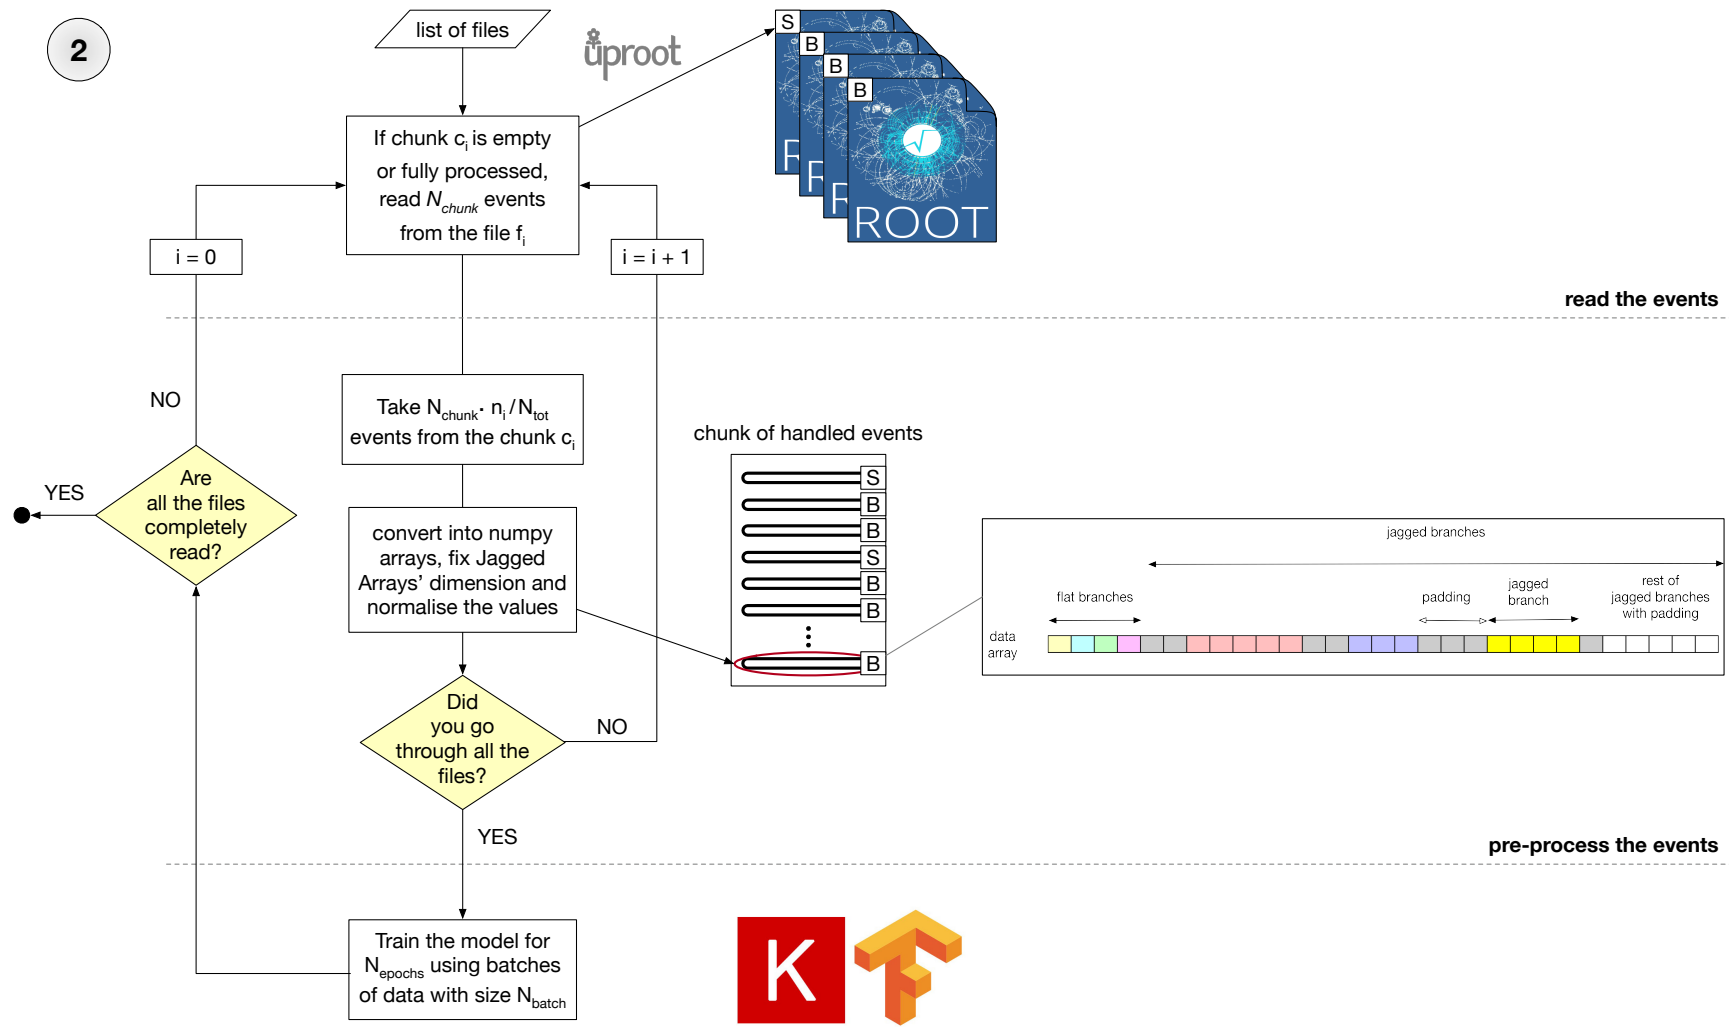 2
list of files
uproot
S
B
B
B
R
R
R
ROOT
If chunk cᵢ is empty
or fully processed,
read N_chunk events
from the file fᵢ
i = 0
i = i + 1
read the events
NO
Take N_chunk · nᵢ / N_tot
events from the chunk cᵢ
chunk of handled events
S
B
B
S
B
B
B
Are
all the files
completely
read?
YES
convert into numpy
arrays, fix Jagged
Arrays’ dimension and
normalise the values
jagged branches
flat branches
padding
jagged
branch
rest of
jagged branches
with padding
data
array
Did
you go
through all the
files?
NO
YES
pre-process the events
Train the model for
N_epochs using batches
of data with size N_batch
K